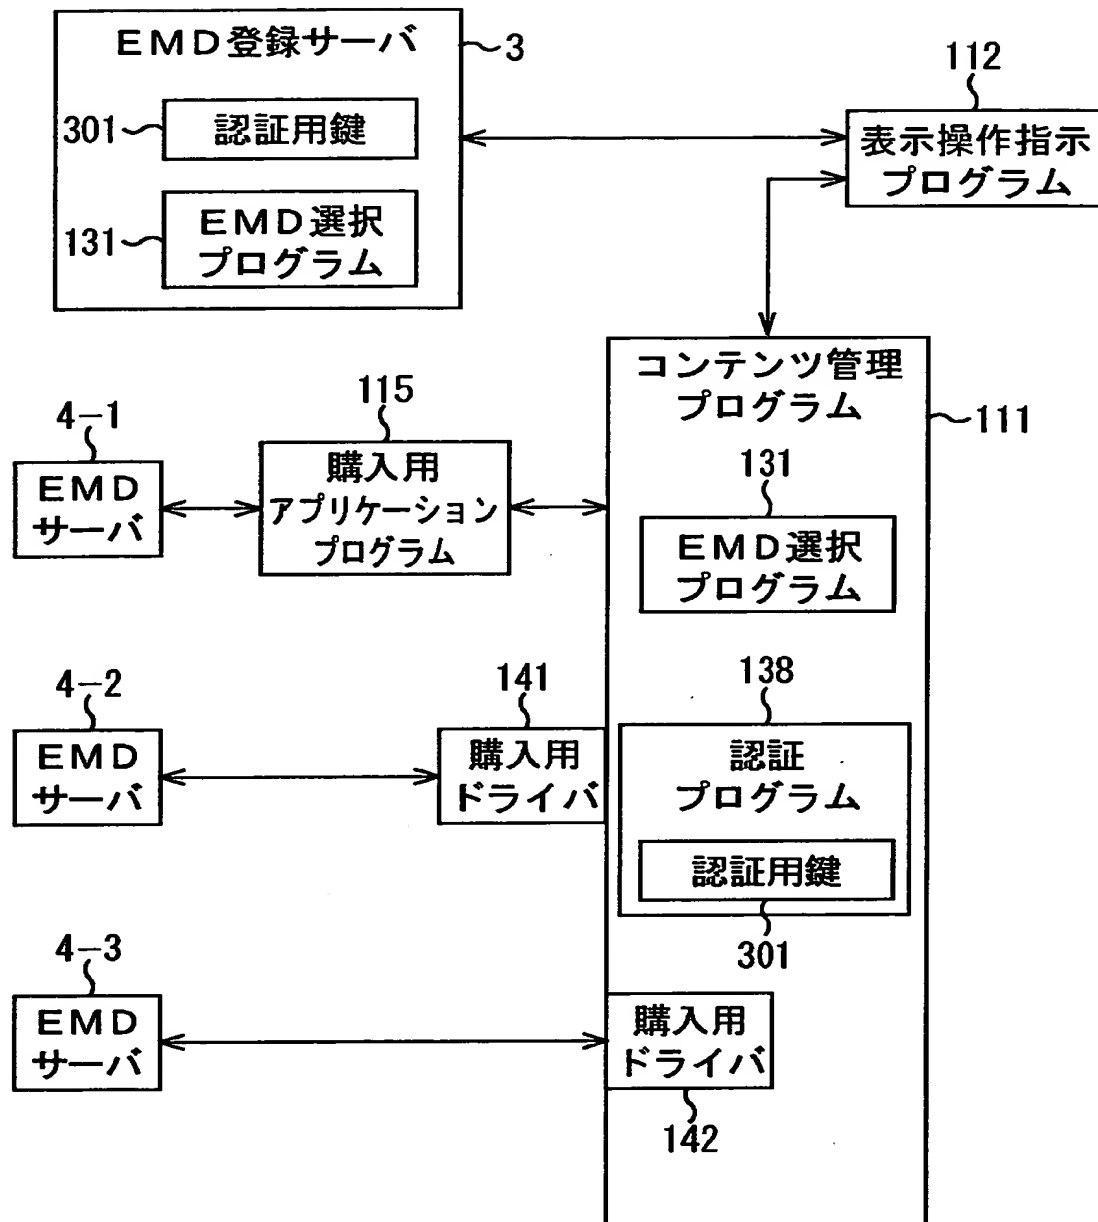 EMD登録サーバ
3
301
認証用鍵
131
EMD選択
プログラム
112
表示操作指示
プログラム
コンテンツ管理
プログラム
111
4-1
EMD
サーバ
115
購入用
アプリケーション
プログラム
131
EMD選択
プログラム
4-2
EMD
サーバ
141
購入用
ドライバ
138
認証
プログラム
認証用鍵
301
4-3
EMD
サーバ
購入用
ドライバ
142